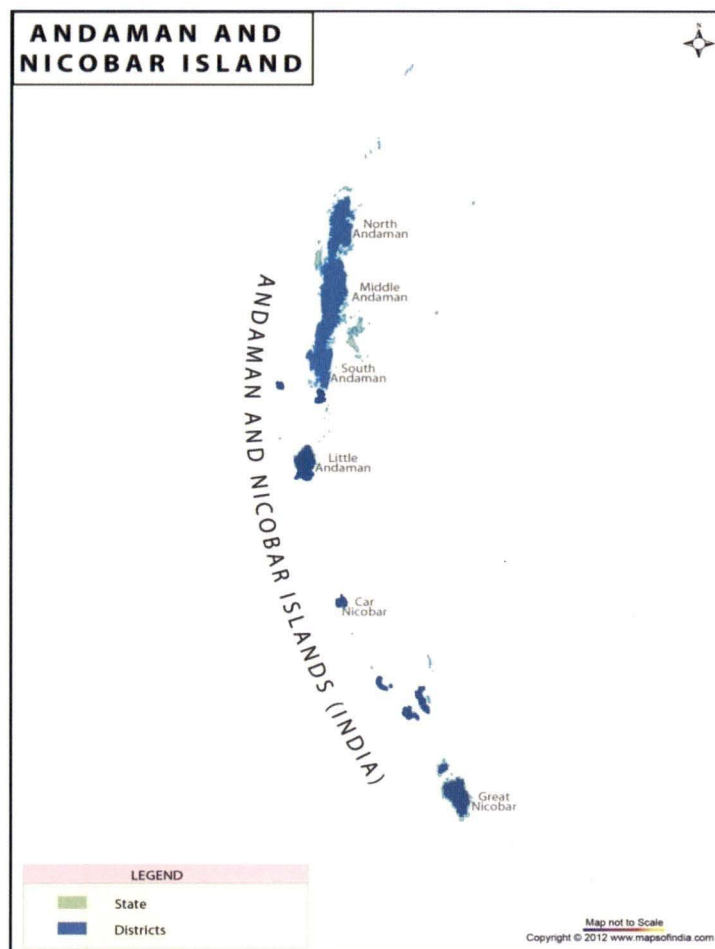 ANDAMAN AND
NICOBAR ISLAND
N
North
Andaman
Middle
Andaman
South
Andaman
Little
Andaman
ANDAMAN AND NICOBAR ISLANDS (INDIA)
Car
Nicobar
Great
Nicobar
LEGEND
State
Districts
Map not to Scale
Copyright © 2012 www.mapsofindia.com